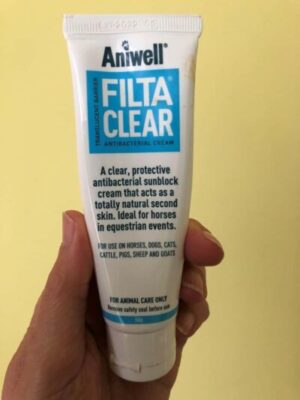 Aniwell®
TRANSLUCENT BARRIER
FILTA®
CLEAR
ANTIBACTERIAL CREAM
A clear, protective
antibacterial sunblock
cream that acts as a
totally natural second
skin. Ideal for horses
in equestrian events.
FOR USE ON HORSES, DOGS, CATS,
CATTLE, PIGS, SHEEP AND GOATS
FOR ANIMAL CARE ONLY
Remove safety seal before use
50g